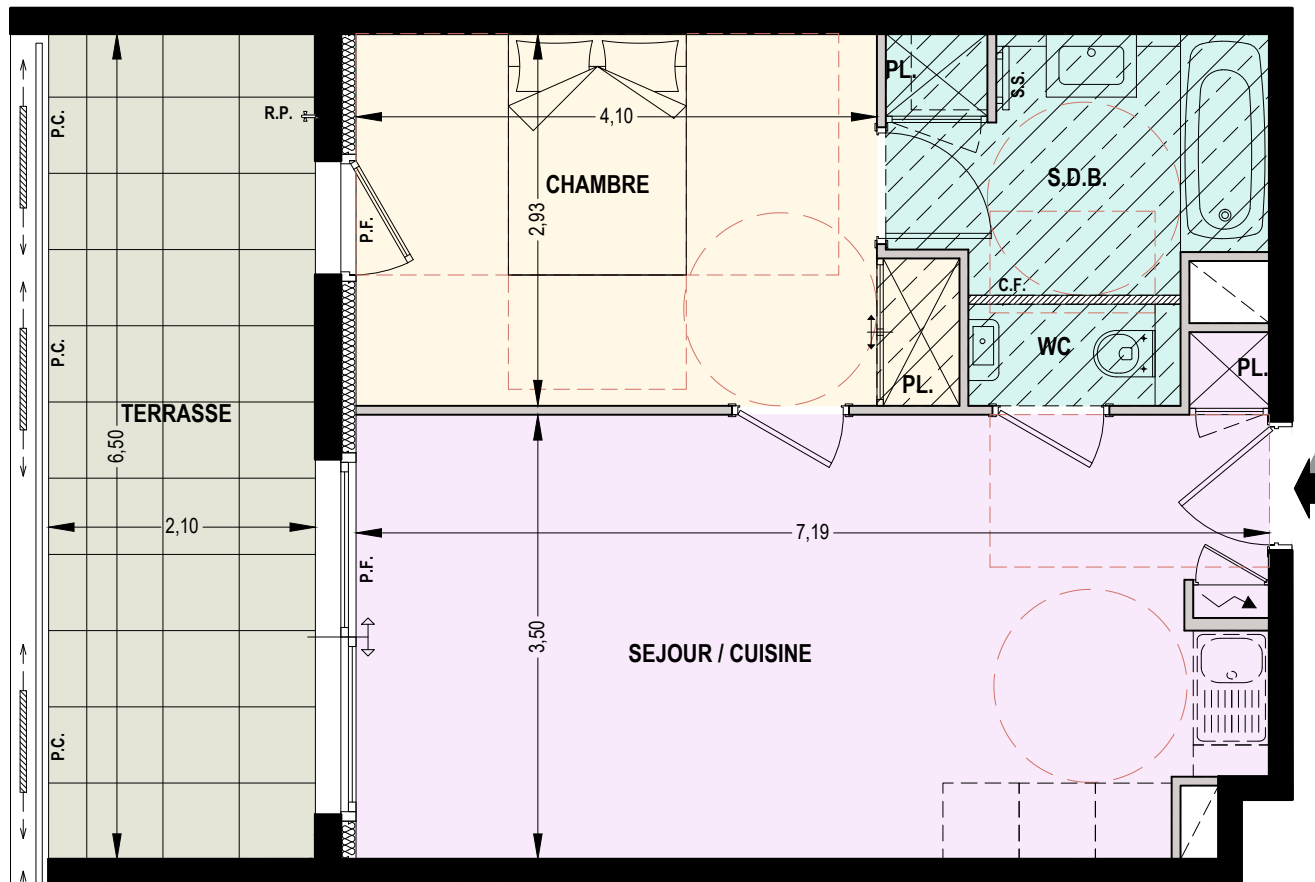 P.C.
R.P.
4,10
PL.
S.S.
CHAMBRE
S.D.B.
2,93
P.F.
C.F.
P.C.
WC
PL.
PL.
TERRASSE
6,50
2,10
7,19
P.F.
3,50
SEJOUR / CUISINE
P.C.